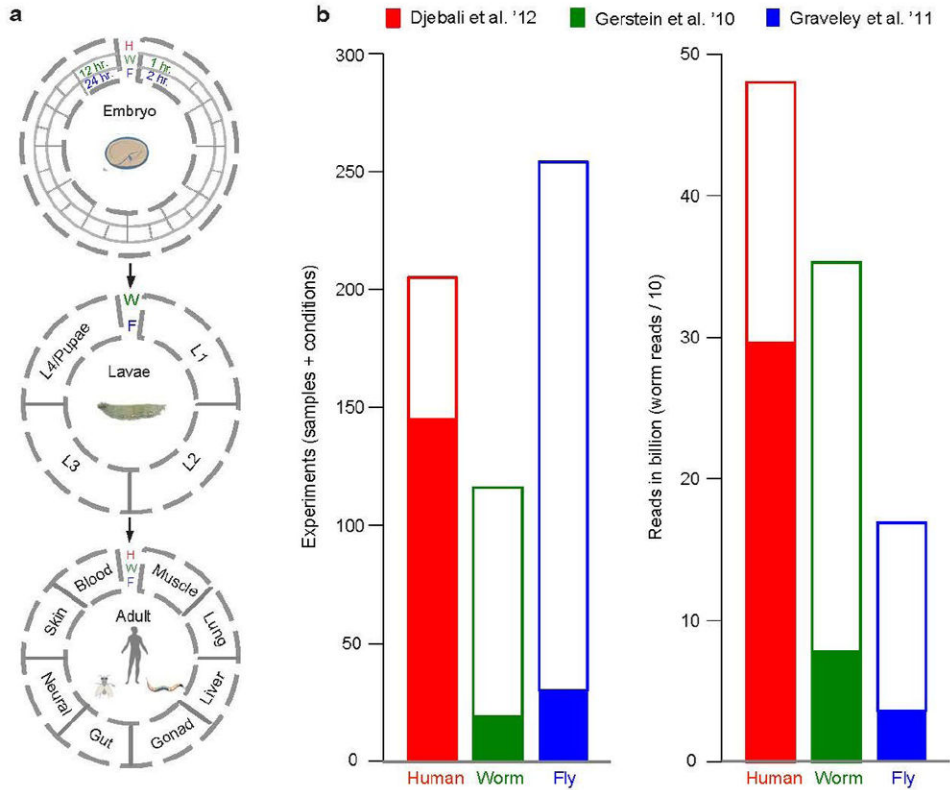 a
H
W
F
12 hr.
1 hr.
24 hr.
2 hr.
Embryo
W
F
L4/Pupae
L1
Lavae
L3
L2
H
W
F
Blood
Muscle
Skin
Adult
Lung
Neural
Liver
Gut
Gonad
b
Djebali et al. '12
Gerstein et al. '10
Graveley et al. '11
Experiments (samples + conditions)
300
250
200
150
100
50
0
Human
Worm
Fly
Reads in billion (worm reads / 10)
50
40
30
20
10
0
Human
Worm
Fly